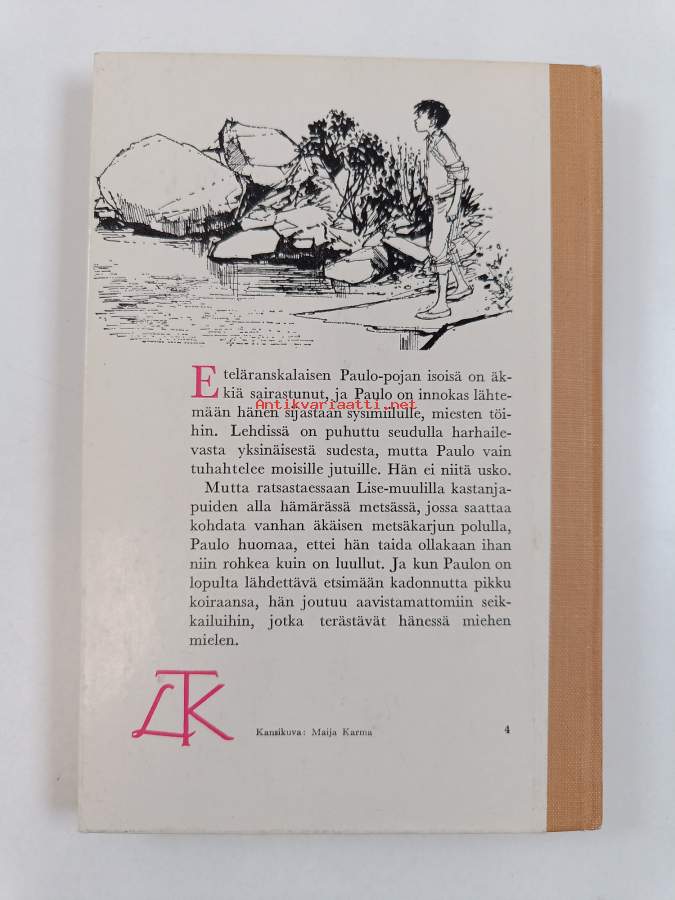 Eteläranskalaisen Paulo-pojan isoisä on äk-
kiä sairastunut, ja Paulo on innokas lähte-
mään hänen sijastaan sysimiilulle, miesten töi-
Antikvariaatti.net
hin. Lehdissä on puhuttu seudulla harhaile-
vasta yksinäisestä sudesta, mutta Paulo vain
tuhahtelee moisille jutuille. Hän ei niitä usko.
Mutta ratsastaessaan Lise-muulilla kastanja-
puiden alla hämärässä metsässä, jossa saattaa
kohdata vanhan äkäisen metsäkarjun polulla,
Paulo huomaa, ettei hän taida ollakaan ihan
niin rohkea kuin on luullut. Ja kun Paulon on
lopulta lähdettävä etsimään kadonnutta pikku
koiraansa, hän joutuu aavistamattomiin seik-
kailuihin, jotka terästävät hänessä miehen
mielen.
LTK
Kansikuva: Maija Karma
4